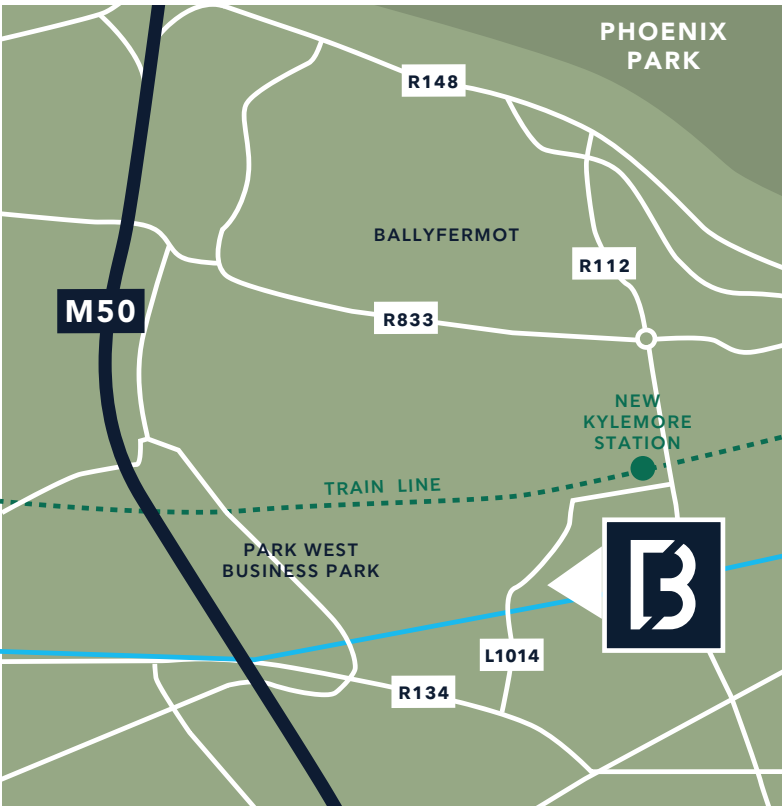 PHOENIX
PARK
R148
BALLYFERMOT
R112
M50
R833
NEW
KYLEMORE
STATION
TRAIN LINE
PARK WEST
BUSINESS PARK
B
L1014
R134